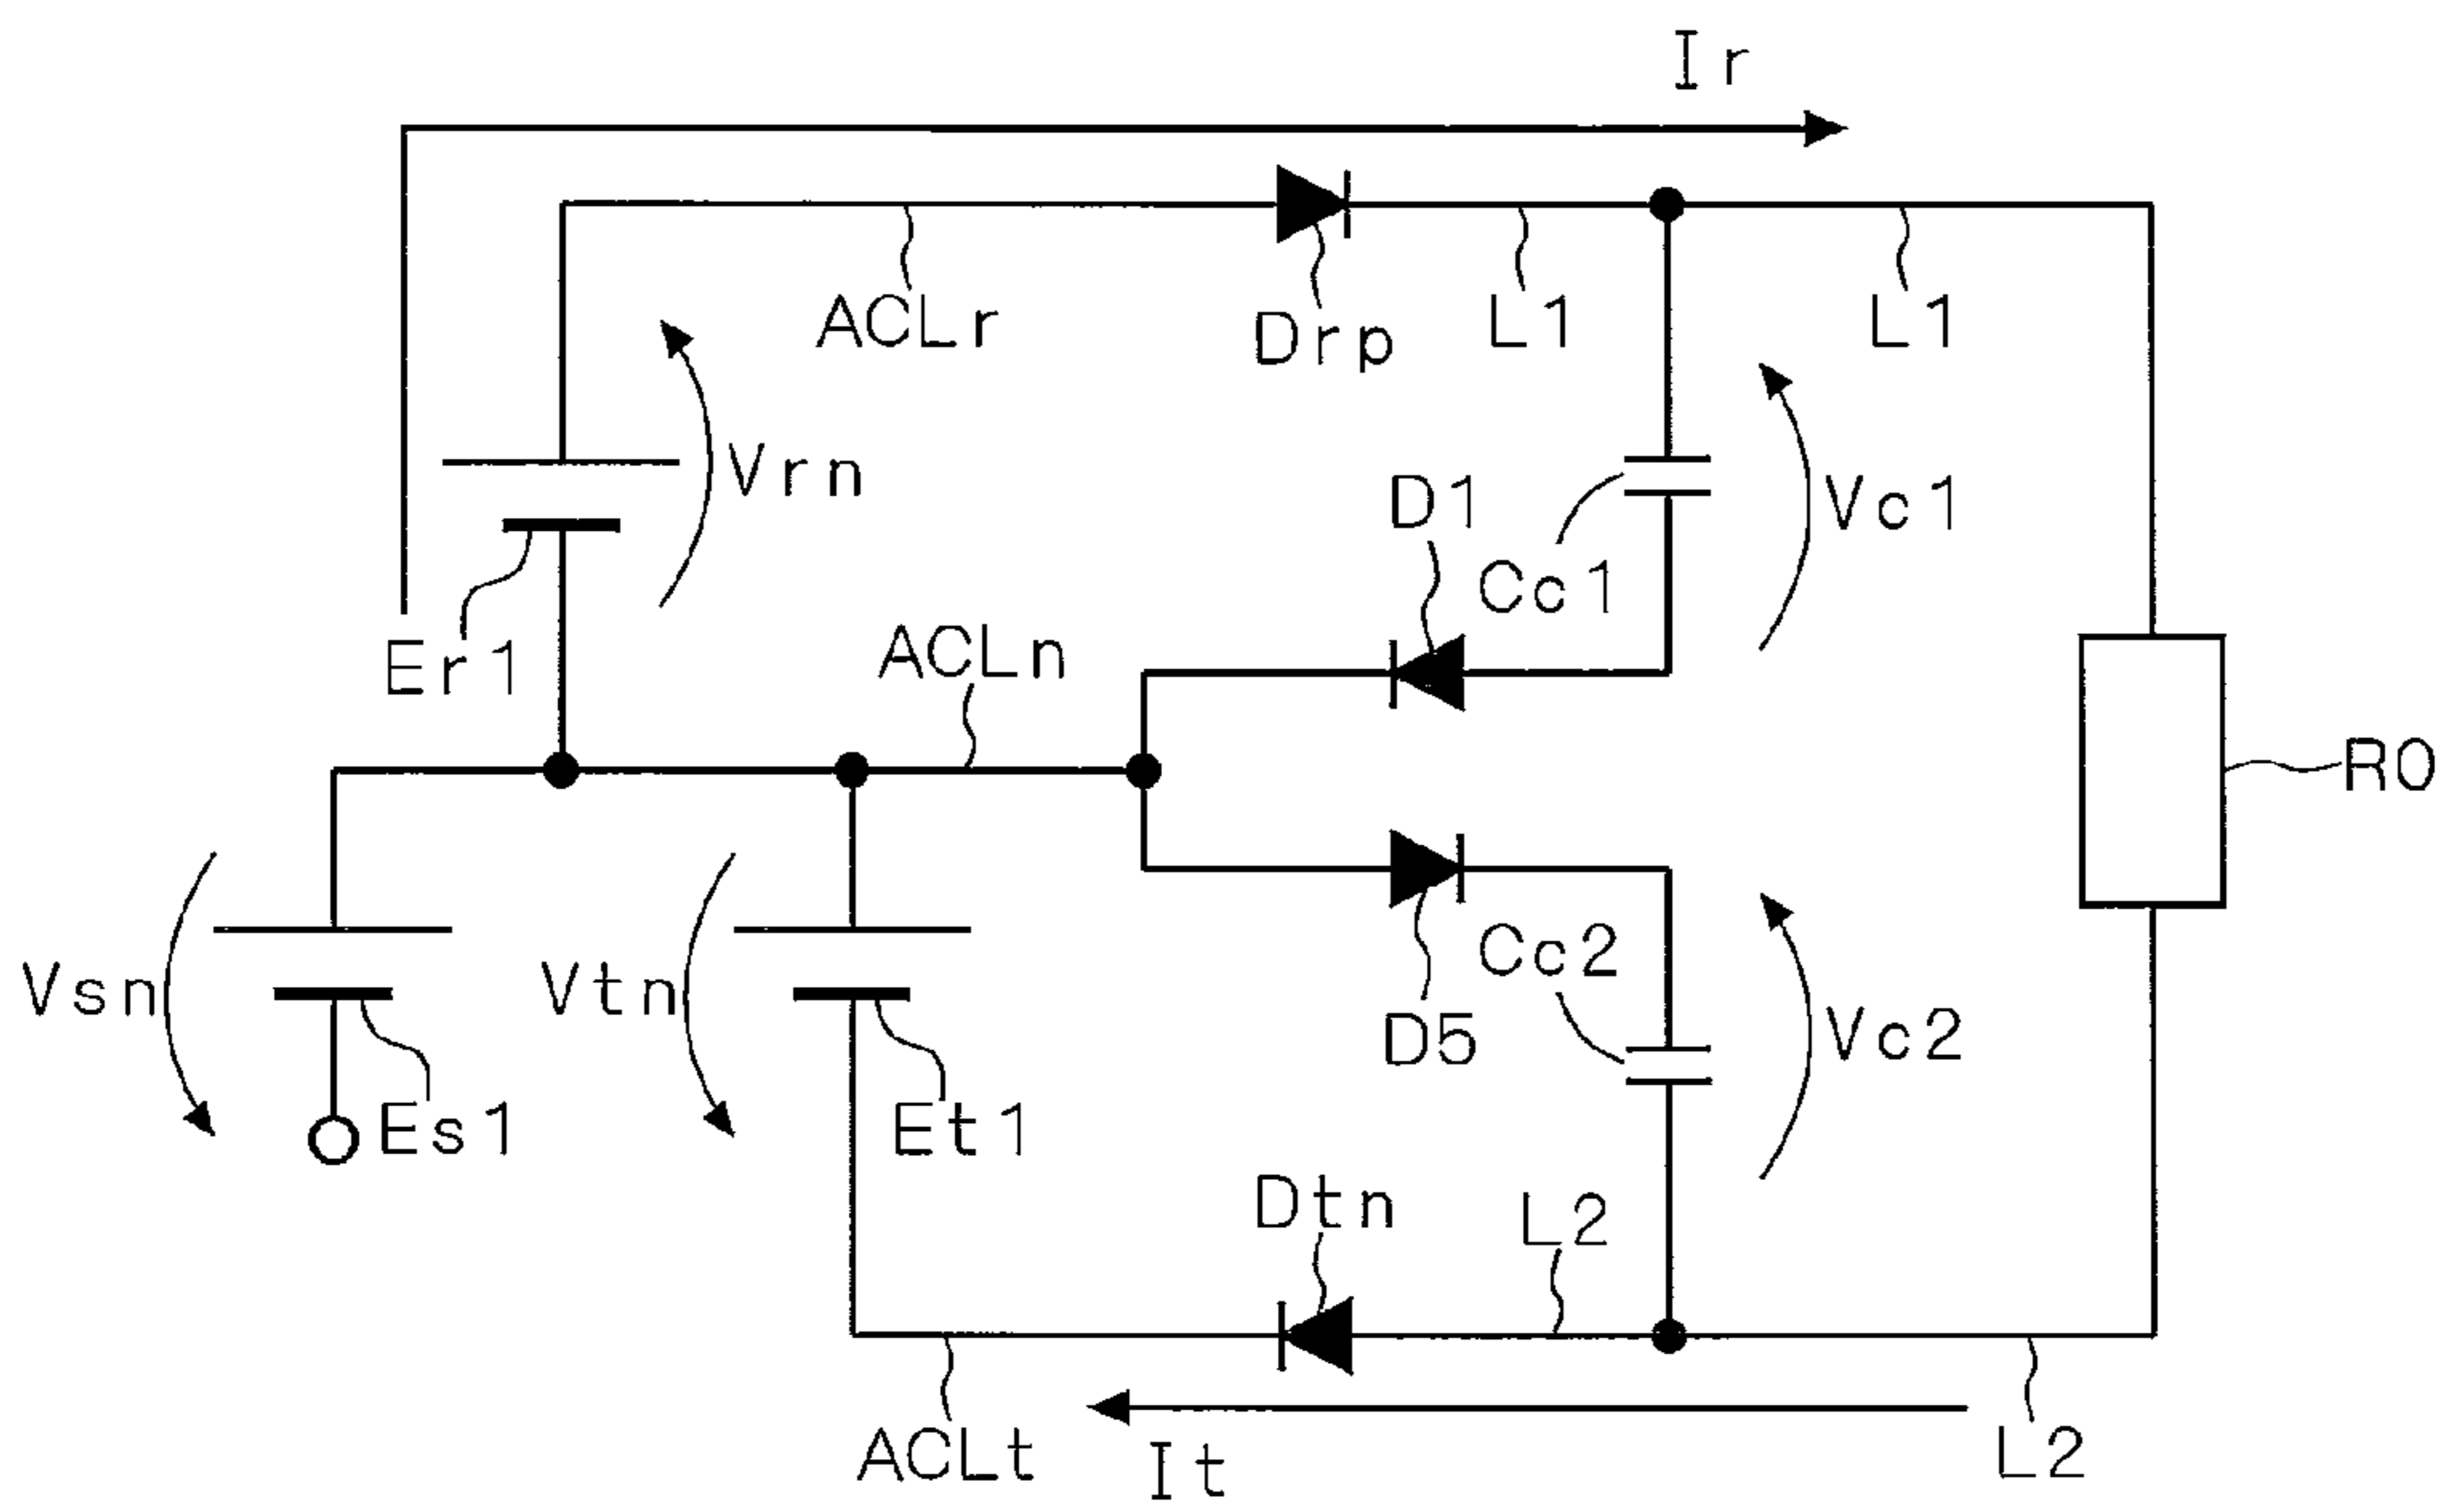 Ir
ACLr
Drp
L1
L1
Vrn
D1
Cc1
Vc1
Er1
ACLn
R0
Vsn
Vtn
Cc2
D5
Vc2
Es1
Et1
Dtn
L2
ACLt
It
L2